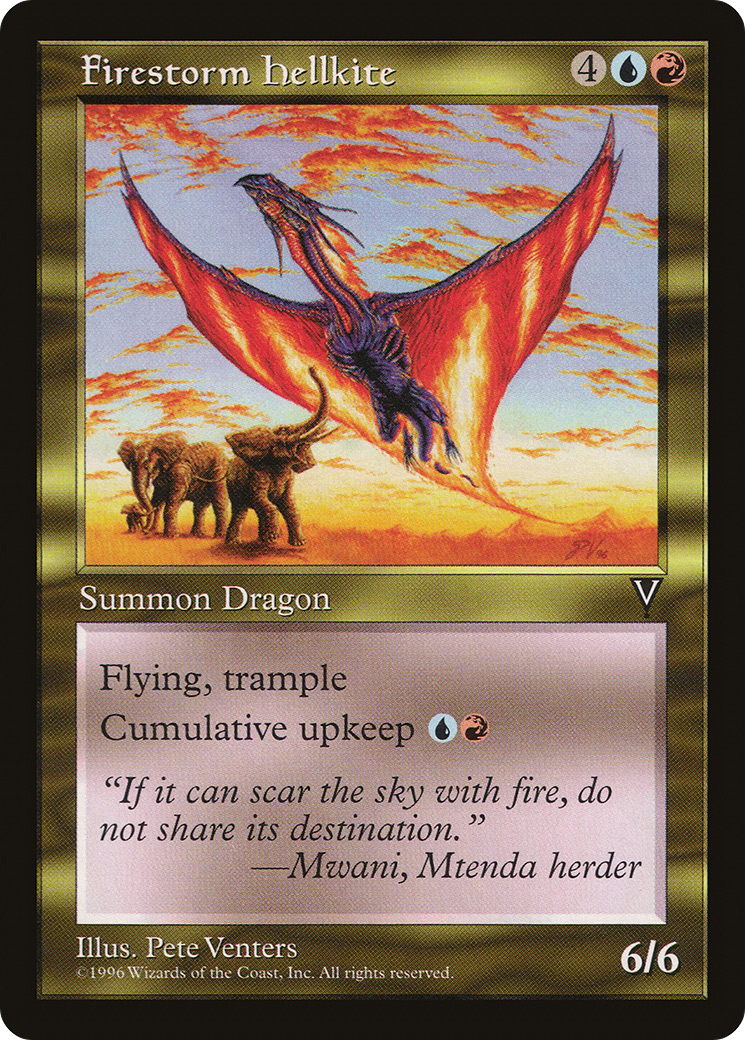 Firestorm Hellkite
4
Summon Dragon
V
Flying, trample
Cumulative upkeep
“If it can scar the sky with fire, do
not share its destination.”
—Mwani, Mtenda herder
Illus. Pete Venters
©1996 Wizards of the Coast, Inc. All rights reserved.
6/6